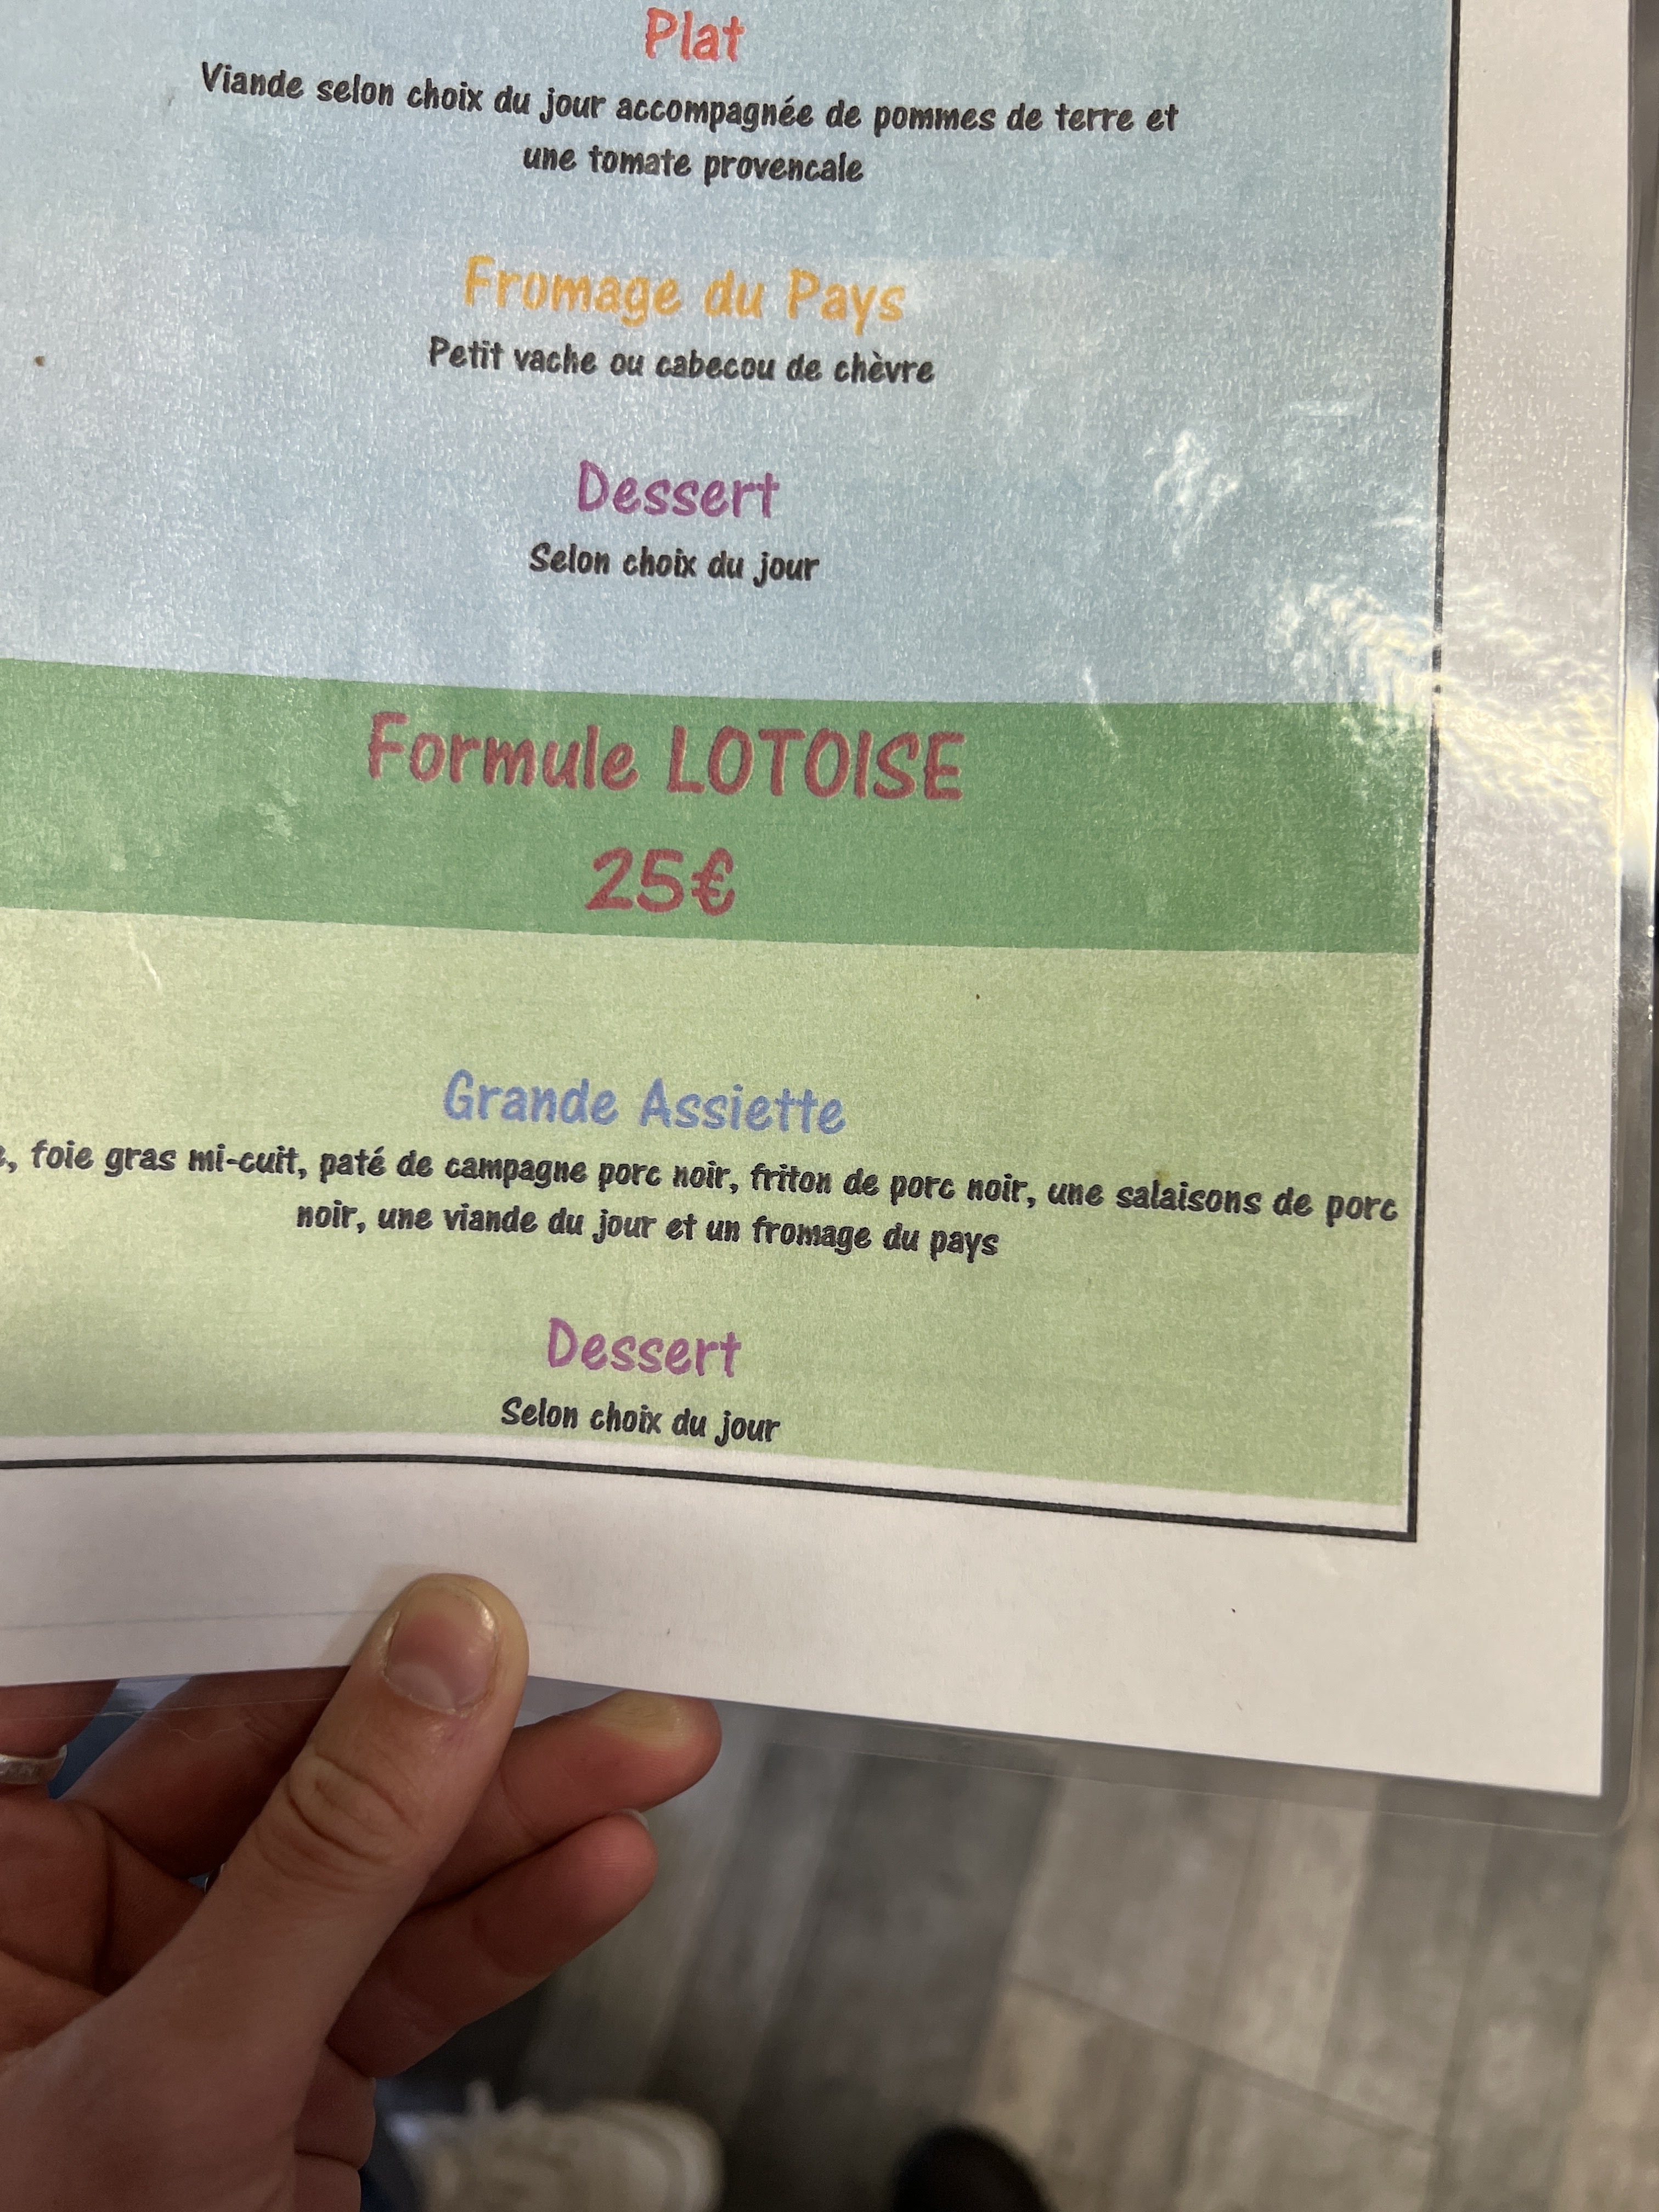 Plat
Viande selon choix du jour accompagnée de pommes de terre et
une tomate provencale
Fromage du Pays
Petit vache ou cabecou de chèvre
Dessert
Selon choix du jour
Formule LOTOISE
25€
Grande Assiette
, foie gras mi-cuit, paté de campagne porc noir, friton de porc noir, une salaisons de porc
noir, une viande du jour et un fromage du pays
Dessert
Selon choix du jour